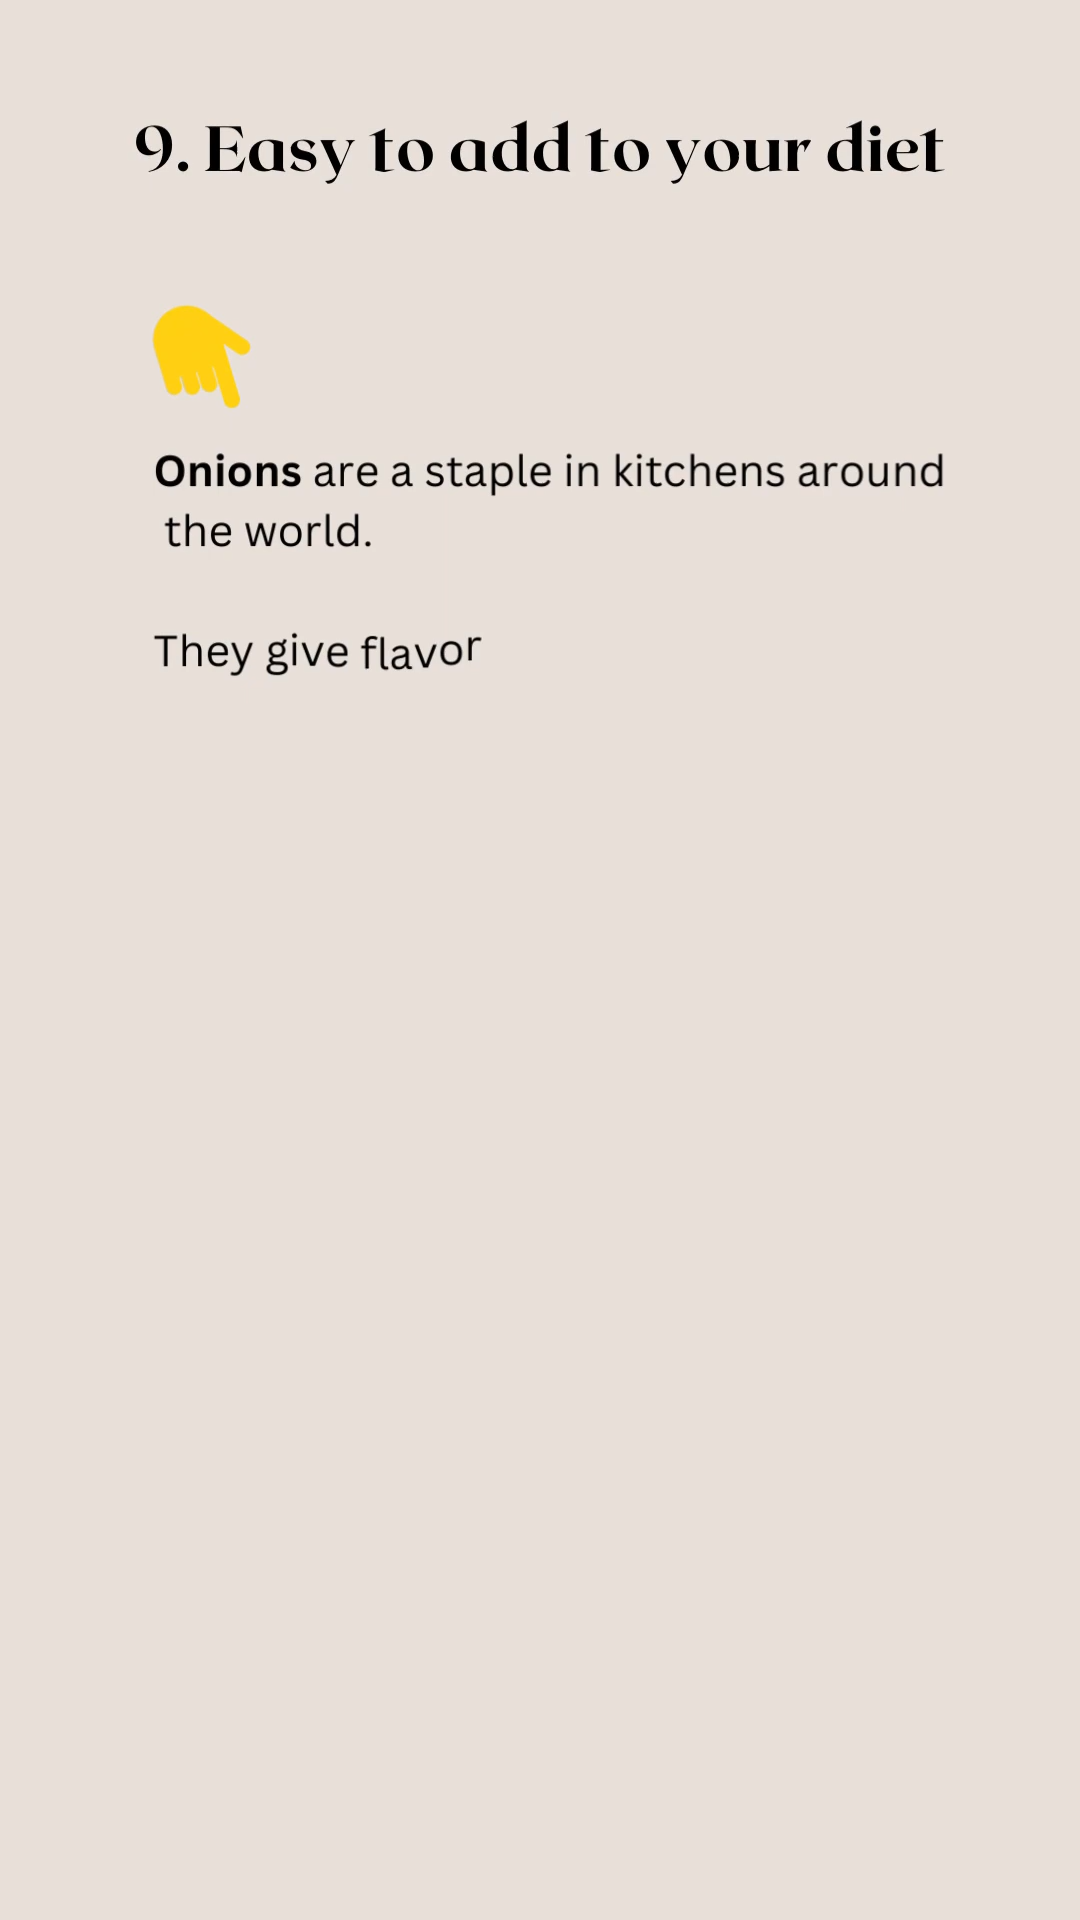 9. Easy to add to your diet
Onions are a staple in kitchens around
the world.
They give flavor